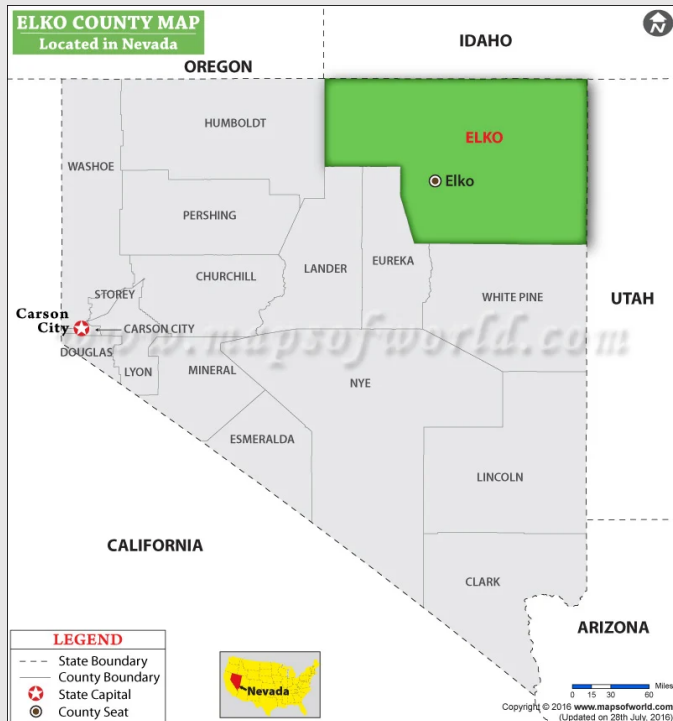 ELKO COUNTY MAP
Located in Nevada
N
IDAHO
OREGON
HUMBOLDT
ELKO
WASHOE
Elko
PERSHING
LANDER
EUREKA
CHURCHILL
STOREY
WHITE PINE
UTAH
Carson
City
CARSON CITY
www.mapsofworld.com
DOUGLAS
LYON
MINERAL
NYE
ESMERALDA
LINCOLN
CALIFORNIA
CLARK
ARIZONA
LEGEND
State Boundary
County Boundary
State Capital
County Seat
Nevada
Miles
0 15 30 60
Copyright © 2016 www.mapsofworld.com
(Updated on 28th July, 2016)